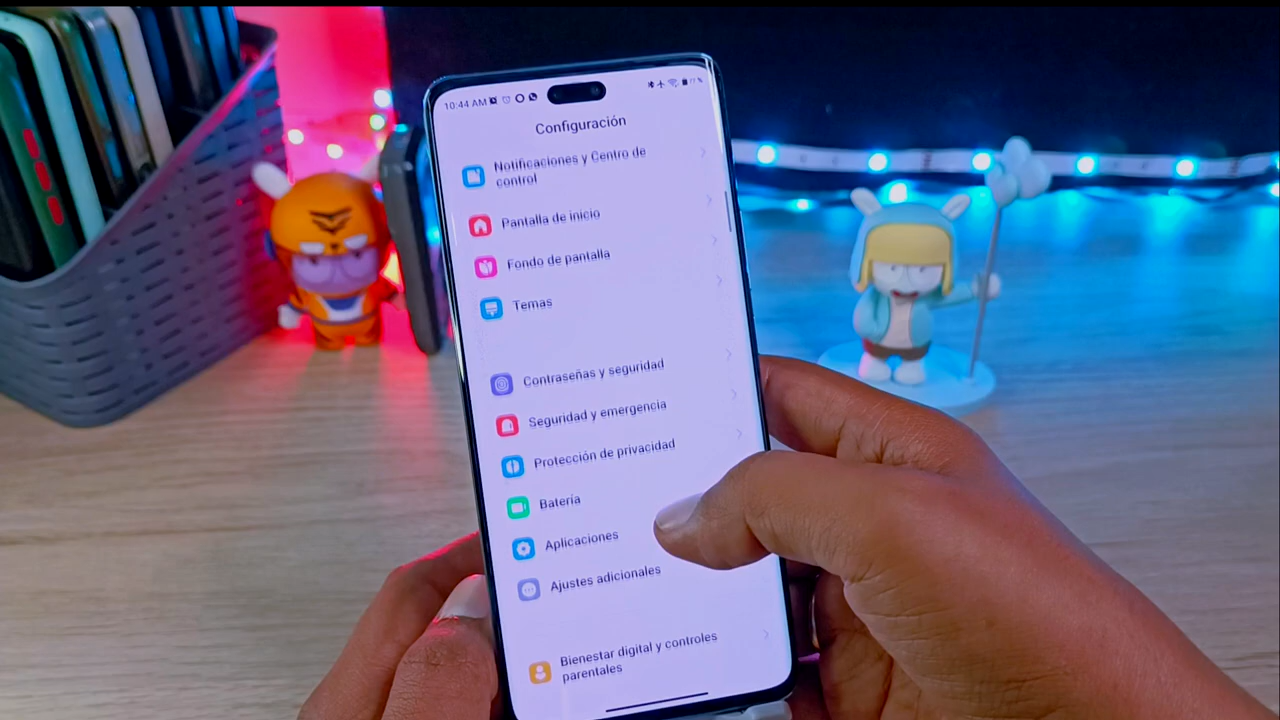 10:44 AM
Configuración
Notificaciones y Centro de
control
Pantalla de inicio
Fondo de pantalla
Temas
Contraseñas y seguridad
Seguridad y emergencia
Protección de privacidad
Batería
Aplicaciones
Ajustes adicionales
Bienestar digital y controles
parentales